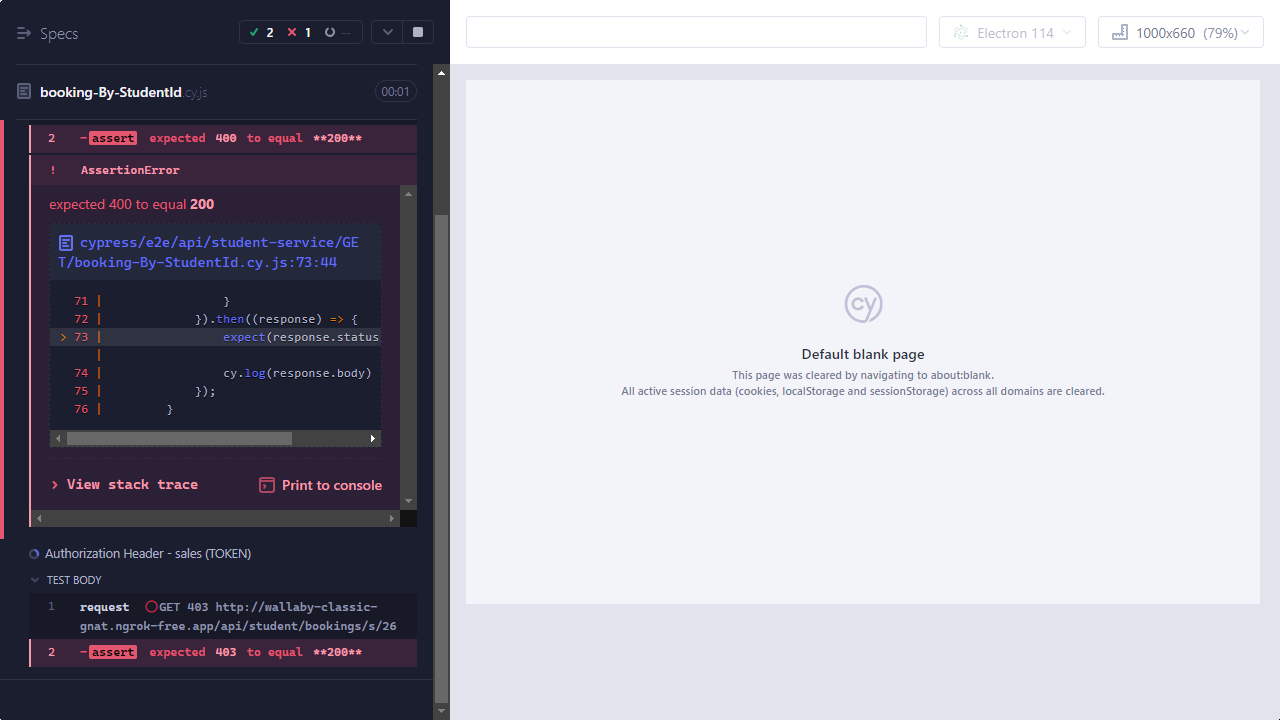 Specs
2
1
--
Electron 114
1000x660 (79%)
booking-By-StudentId.cy.js
00:01
2 -assert expected 400 to equal **200**
! AssertionError
expected 400 to equal 200
cypress/e2e/api/student-service/GE
T/booking-By-StudentId.cy.js:73:44
71 | }
72 | }).then((response) => {
> 73 | expect(response.status
|
74 | cy.log(response.body)
75 | });
76 | }
> View stack trace
Print to console
Authorization Header - sales (TOKEN)
TEST BODY
1 request GET 403 http://wallaby-classic-
gnat.ngrok-free.app/api/student/bookings/s/26
2 -assert expected 403 to equal **200**
cy
Default blank page
This page was cleared by navigating to about:blank.
All active session data (cookies, localStorage and sessionStorage) across all domains are cleared.